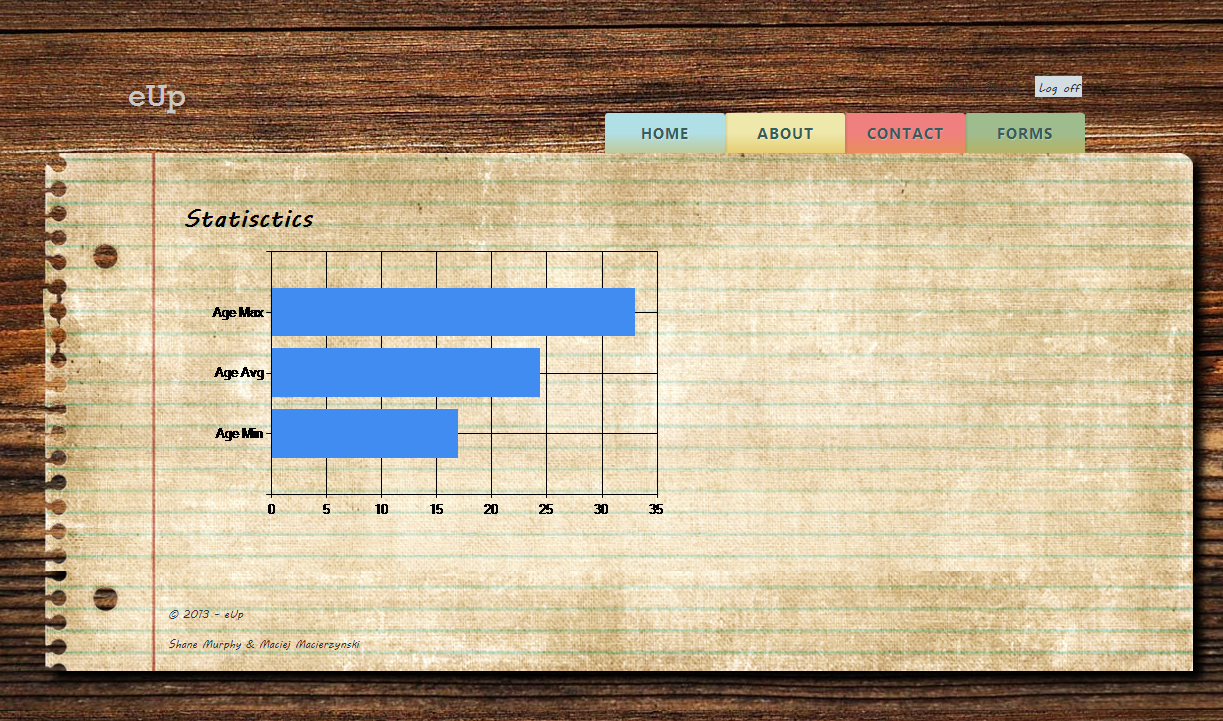 eUp
Log off
HOME ABOUT CONTACT FORMS
Statisctics
Age Max
Age Avg
Age Min
0 5 10 15 20 25 30 35
© 2013 - eUp
Shane Murphy & Maciej Macierzynski